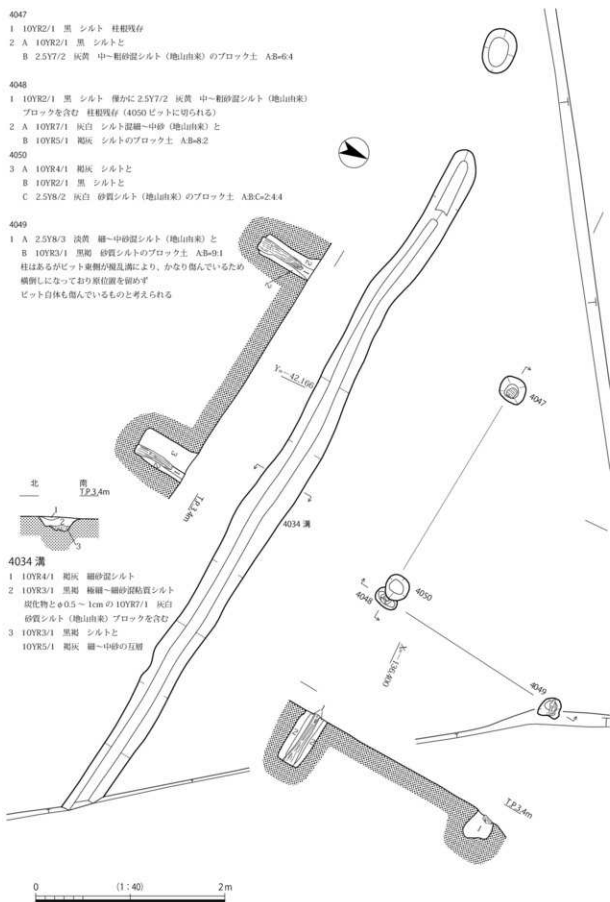 4047
1 10YR2/1 黒 シルト 柱根残存
2 A 10YR2/1 黒 シルトと
B 2.5Y7/2 灰黄 中〜粗砂混シルト(地山由来)のブロック土 A:B=6:4
4048
1 10YR2/1 黒 シルト 僅かに 2.5Y7/2 灰黄 中〜粗砂混シルト(地山由来)
ブロックを含む 柱根残存(4050 ピットに切られる)
2 A 10YR7/1 灰白 シルト混細〜中砂(地山由来)と
B 10YR5/1 褐灰 シルトのブロック土 A:B=8:2
4050
3 A 10YR4/1 褐灰 シルトと
B 10YR2/1 黒 シルトと
C 2.5Y8/2 灰白 砂質シルト(地山由来)のブロック土 A:B:C=2:4:4
4049
1 A 2.5Y8/3 淡黄 細〜中砂混シルト(地山由来)と
B 10YR3/1 黒褐 砂質シルトのブロック土 A:B=9:1
柱はあるがピット東側が攪乱溝により、かなり傷んでいるため
横倒しになっており原位置を留めず
ピット自体も傷んでいるものと考えられる
2
3
1
T.P.3.4m
Y=-42,166
4047
4034 溝
4050
4048
4049
X=-136,400
北 南
T.P.3.4m
1
2
3
4034 溝
1 10YR4/1 褐灰 細砂混シルト
2 10YR3/1 黒褐 極細〜細砂混粘質シルト
炭化物とφ0.5 〜 1cm の 10YR7/1 灰白
砂質シルト(地山由来)ブロックを含む
3 10YR3/1 黒褐 シルトと
10YR5/1 褐灰 細〜中砂の互層
2
1
T.P.3.4m
1
0 (1:40) 2 m